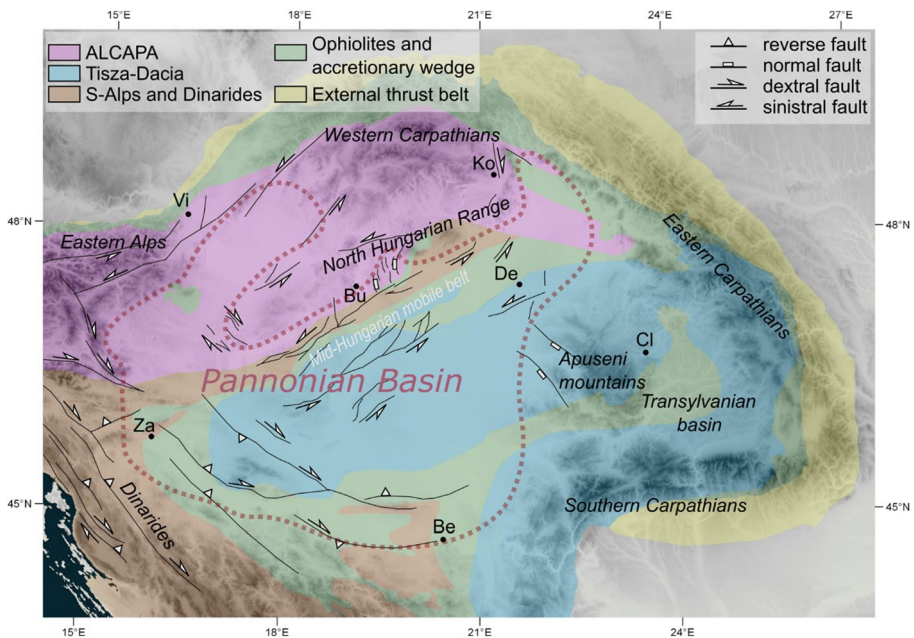 15°E 18°E 21°E 24°E 27°E
ALCAPA
Tisza-Dacia
S-Alps and Dinarides
Ophiolites and
accretionary wedge
External thrust belt
reverse fault
normal fault
dextral fault
sinistral fault
Western Carpathians
Ko
Vi
48°N 48°N
Eastern Alps
North Hungarian Range
Eastern Carpathians
De
Bu
Mid-Hungarian mobile belt
Cl
Apuseni
mountains
Pannonian Basin
Transylvanian
basin
Za
Dinarides
45°N 45°N
Southern Carpathians
Be
15°E 18°E 21°E 24°E